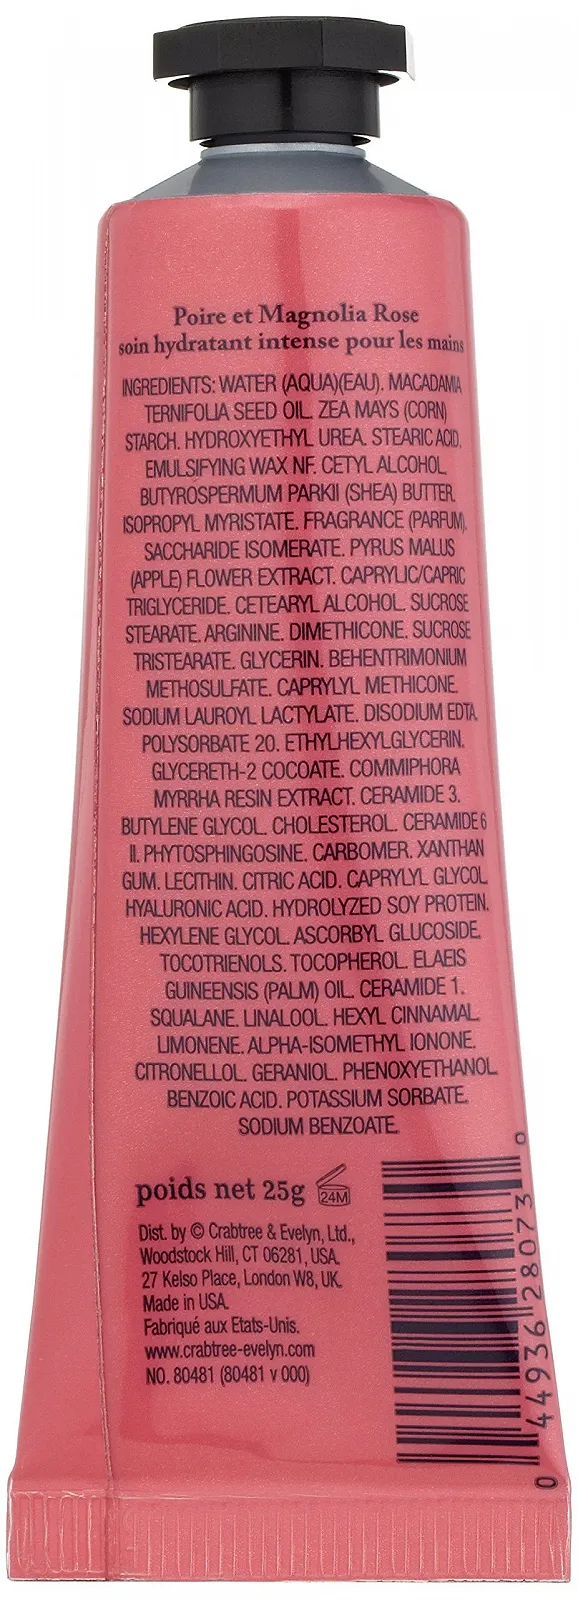 Poire et Magnolia Rose
soin hydratant intense pour les mains
INGREDIENTS: WATER (AQUA)(EAU). MACADAMIA
TERNIFOLIA SEED OIL. ZEA MAYS (CORN)
STARCH. HYDROXYETHYL UREA. STEARIC ACID.
EMULSIFYING WAX NF. CETYL ALCOHOL.
BUTYROSPERMUM PARKII (SHEA) BUTTER.
ISOPROPYL MYRISTATE. FRAGRANCE (PARFUM).
SACCHARIDE ISOMERATE. PYRUS MALUS
(APPLE) FLOWER EXTRACT. CAPRYLIC/CAPRIC
TRIGLYCERIDE. CETEARYL ALCOHOL. SUCROSE
STEARATE. ARGININE. DIMETHICONE. SUCROSE
TRISTEARATE. GLYCERIN. BEHENTRIMONIUM
METHOSULFATE. CAPRYLYL METHICONE.
SODIUM LAUROYL LACTYLATE. DISODIUM EDTA.
POLYSORBATE 20. ETHYLHEXYLGLYCERIN.
GLYCERETH-2 COCOATE. COMMIPHORA
MYRRHA RESIN EXTRACT. CERAMIDE 3.
BUTYLENE GLYCOL. CHOLESTEROL. CERAMIDE 6
II. PHYTOSPHINGOSINE. CARBOMER. XANTHAN
GUM. LECITHIN. CITRIC ACID. CAPRYLYL GLYCOL.
HYALURONIC ACID. HYDROLYZED SOY PROTEIN.
HEXYLENE GLYCOL. ASCORBYL GLUCOSIDE.
TOCOTRIENOLS. TOCOPHEROL. ELAEIS
GUINEENSIS (PALM) OIL. CERAMIDE 1.
SQUALANE. LINALOOL. HEXYL CINNAMAL.
LIMONENE. ALPHA-ISOMETHYL IONONE.
CITRONELLOL. GERANIOL. PHENOXYETHANOL.
BENZOIC ACID. POTASSIUM SORBATE.
SODIUM BENZOATE.
poids net 25g 24M
Dist. by © Crabtree & Evelyn, Ltd.,
Woodstock Hill, CT 06281, USA.
27 Kelso Place, London W8, UK.
Made in USA.
Fabriqué aux Etats-Unis.
www.crabtree-evelyn.com
NO. 80481 (80481 v 000)
0 44936 28073 0